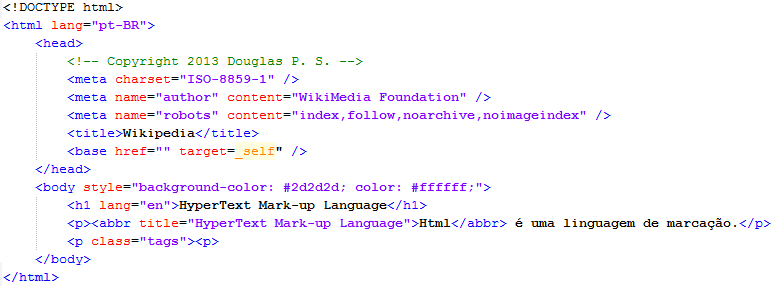 <!DOCTYPE html>
<html lang="pt-BR">
    <head>
        <!-- Copyright 2013 Douglas P. S. -->
        <meta charset="ISO-8859-1" />
        <meta name="author" content="WikiMedia Foundation" />
        <meta name="robots" content="index,follow,noarchive,noimageindex" />
        <title>Wikipedia</title>
        <base href="" target=_self" />
    </head>
    <body style="background-color: #2d2d2d; color: #ffffff;">
        <h1 lang="en">HyperText Mark-up Language</h1>
        <p><abbr title="HyperText Mark-up Language">Html</abbr> é uma linguagem de marcação.</p>
        <p class="tags"><p>
    </body>
</html>